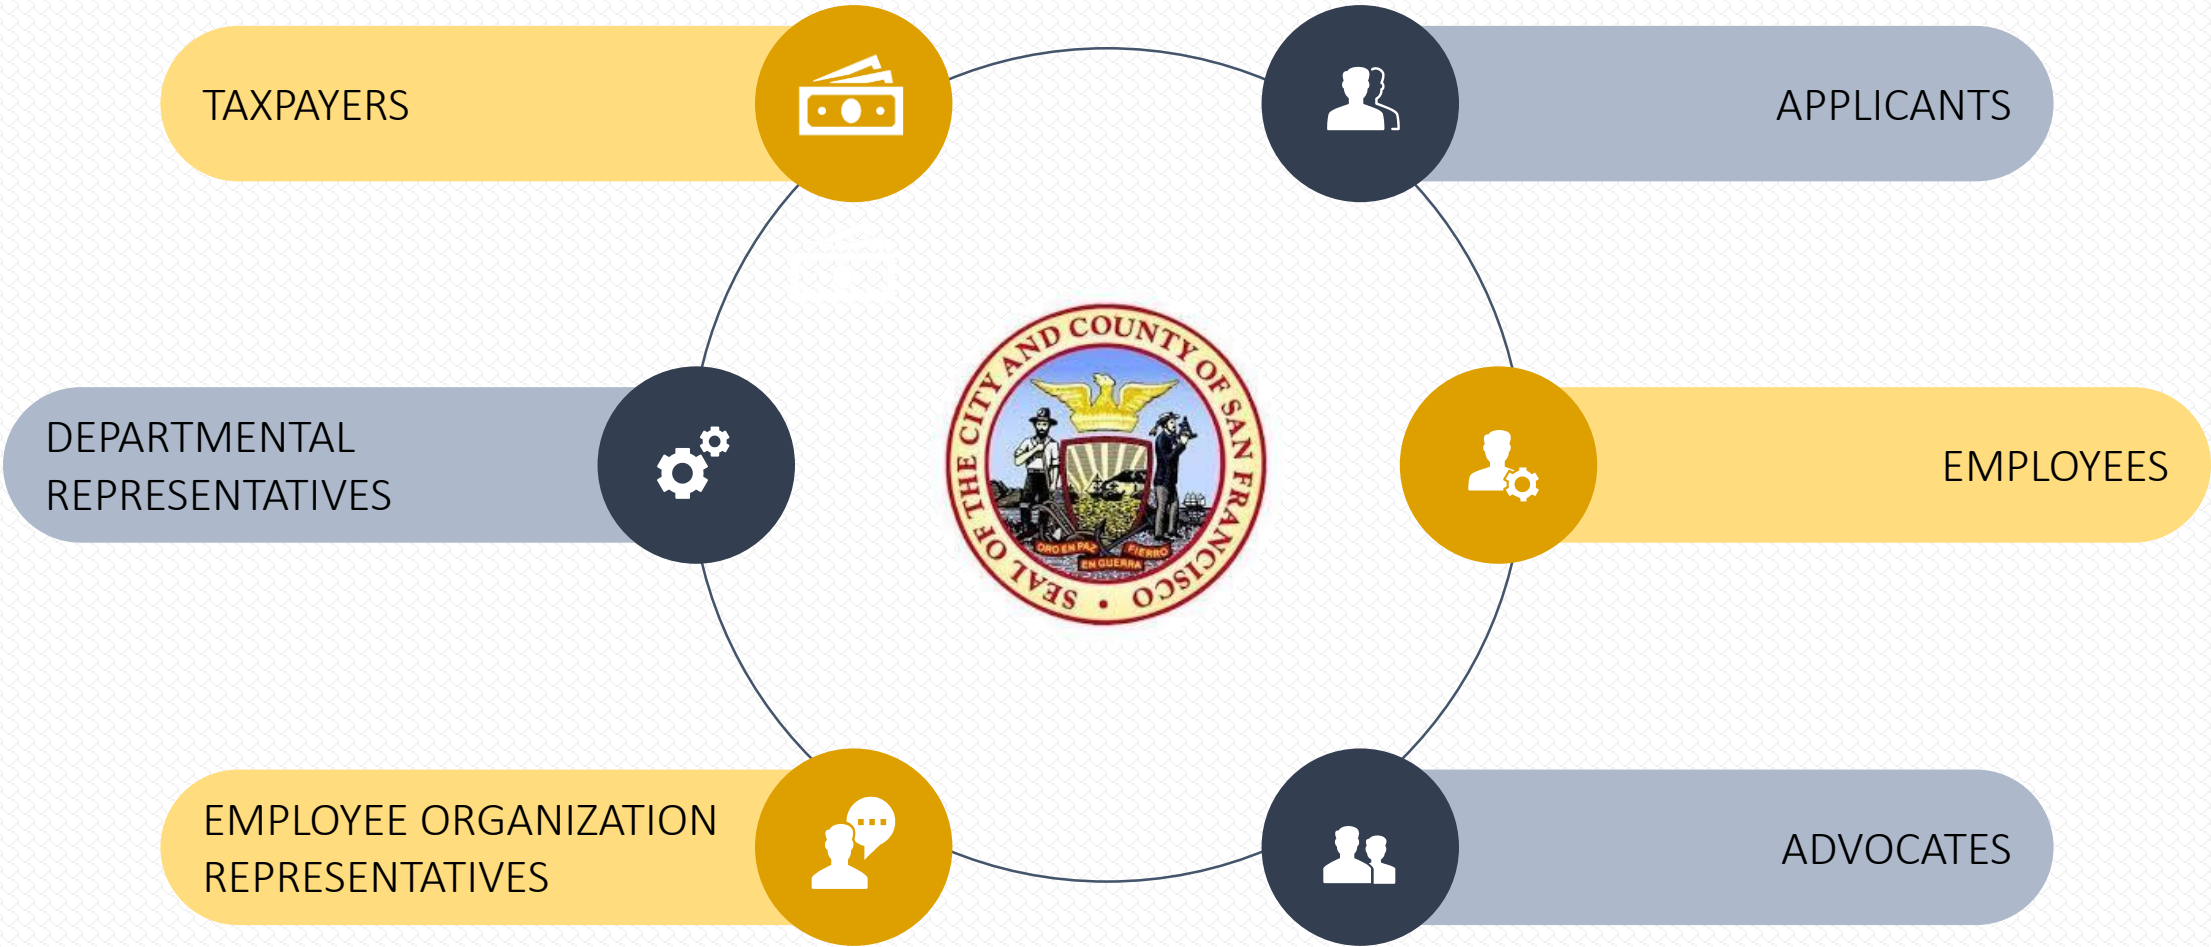 TAXPAYERS
APPLICANTS
DEPARTMENTAL
REPRESENTATIVES
SEAL OF THE CITY AND COUNTY OF SAN FRANCISCO
ORO EN PAZ
FIERRO
EN GUERRA
EMPLOYEES
EMPLOYEE ORGANIZATION
REPRESENTATIVES
ADVOCATES